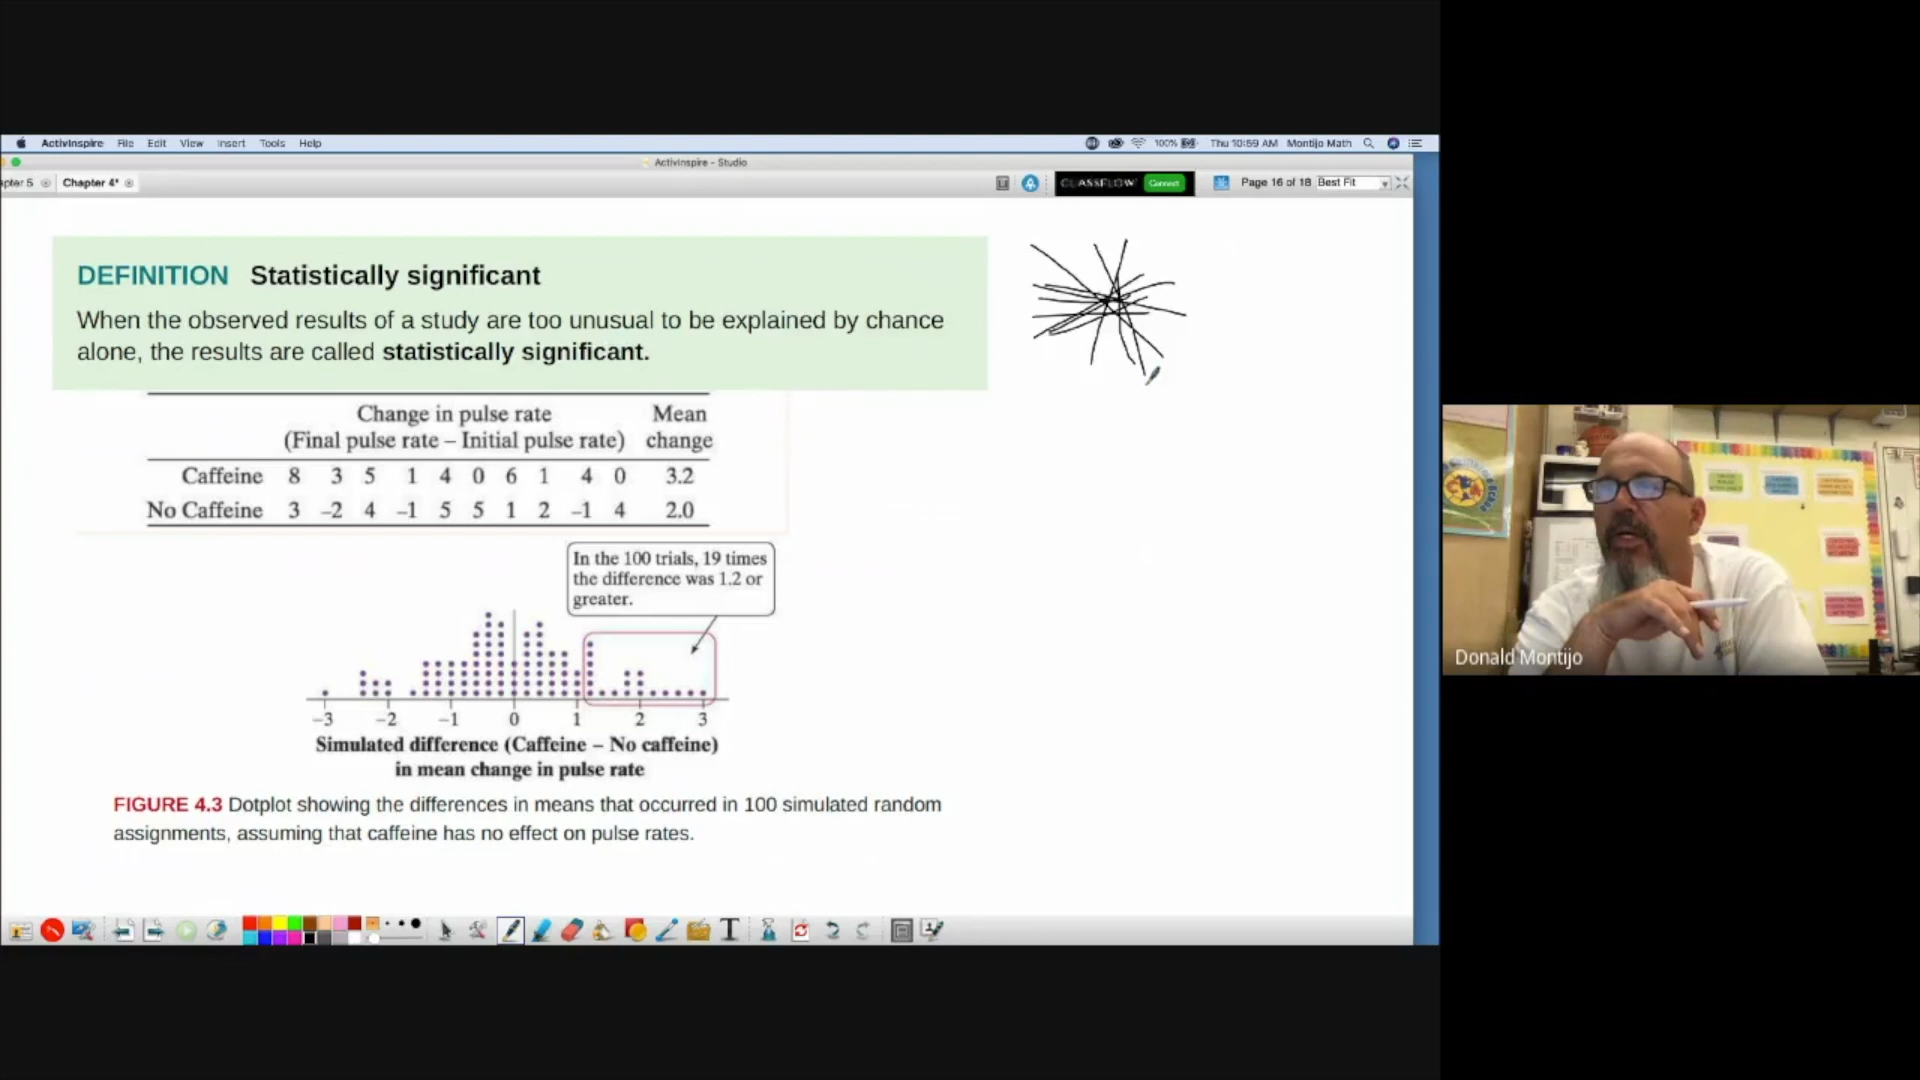 ActivInspire File Edit View Insert Tools Help
100% Thu 10:59 AM Montijo Math
ActivInspire - Studio
pter 5 Chapter 4*
CLASSFLOW Connect Page 16 of 18 Best Fit
DEFINITION Statistically significant
When the observed results of a study are too unusual to be explained by chance
alone, the results are called statistically significant.
Change in pulse rate Mean
(Final pulse rate – Initial pulse rate) change
Caffeine 8 3 5 1 4 0 6 1 4 0 3.2
No Caffeine 3 –2 4 –1 5 5 1 2 –1 4 2.0
In the 100 trials, 19 times
the difference was 1.2 or
greater.
–3 –2 –1 0 1 2 3
Simulated difference (Caffeine – No caffeine)
in mean change in pulse rate
FIGURE 4.3 Dotplot showing the differences in means that occurred in 100 simulated random
assignments, assuming that caffeine has no effect on pulse rates.
T
Donald Montijo